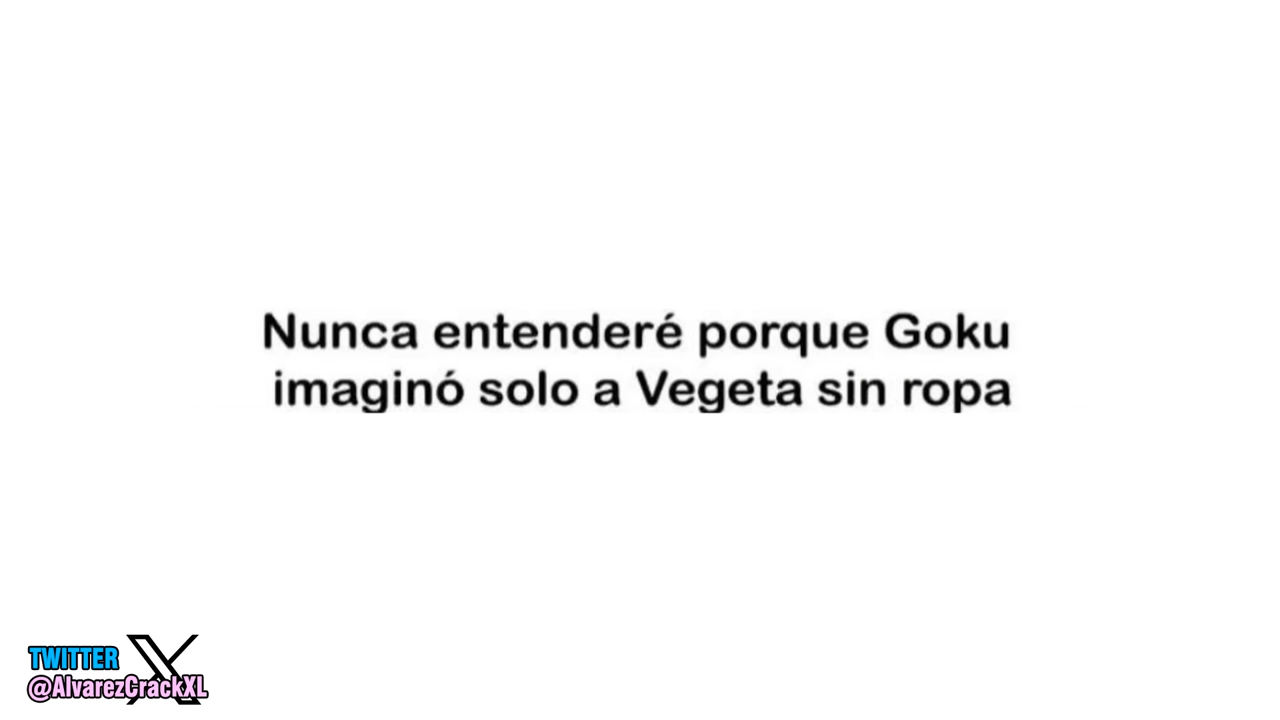 Nunca entenderé porque Goku
imaginó solo a Vegeta sin ropa
TWITTER X
@AlvarezCrackXL